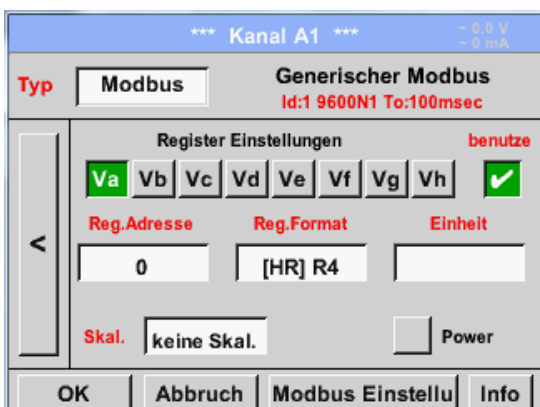 *** Kanal A1 ***
~ 0.0 V
~ 0 mA
Typ
Modbus
Generischer Modbus
Id:1 9600N1 To:100msec
Register Einstellungen
benutze
Va Vb Vc Vd Ve Vf Vg Vh
<
Reg.Adresse Reg.Format Einheit
0 [HR] R4
Skal. keine Skal. Power
OK Abbruch Modbus Einstellu Info